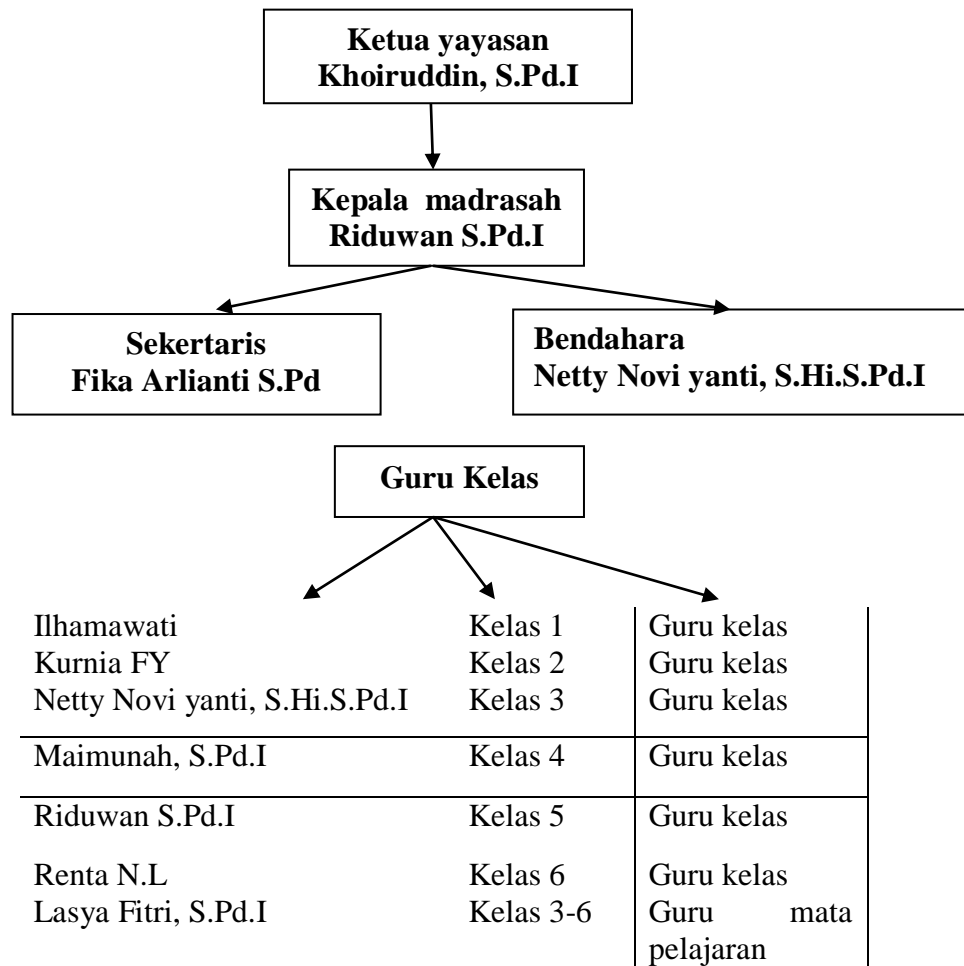 Ketua yayasan
Khoiruddin, S.Pd.I
Kepala madrasah
Riduwan S.Pd.I
Sekertaris
Fika Arlianti S.Pd
Bendahara
Netty Novi yanti, S.Hi.S.Pd.I
Guru Kelas
Ilhamawati Kelas 1 Guru kelas
Kurnia FY Kelas 2 Guru kelas
Netty Novi yanti, S.Hi.S.Pd.I Kelas 3 Guru kelas
Maimunah, S.Pd.I Kelas 4 Guru kelas
Riduwan S.Pd.I Kelas 5 Guru kelas
Renta N.L Kelas 6 Guru kelas
Lasya Fitri, S.Pd.I Kelas 3-6 Guru mata
pelajaran